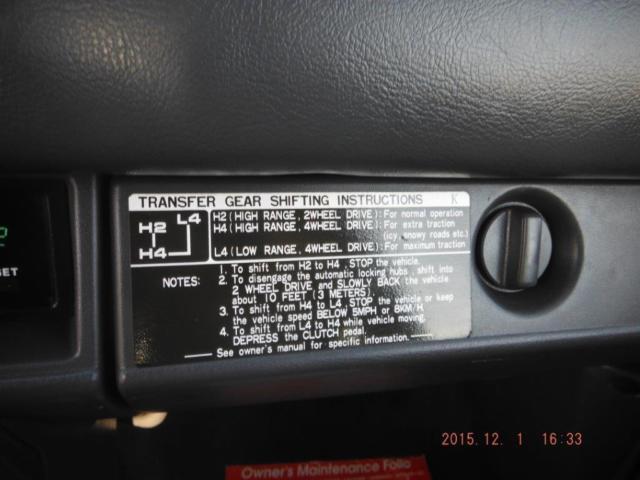 TRANSFER GEAR SHIFTING INSTRUCTIONS K
H2 L4
H4
H2 (HIGH RANGE, 2WHEEL DRIVE): For normal operation
H4 (HIGH RANGE, 4WHEEL DRIVE): For extra traction
(icy, snowy roads etc.)
L4 (LOW RANGE, 4WHEEL DRIVE): For maximum traction
NOTES: 1. To shift from H2 to H4, STOP the vehicle.
2. To disengage the automatic locking hubs, shift into
2 WHEEL DRIVE and SLOWLY BACK the vehicle
about 10 FEET (3 METERS).
3. To shift from H4 to L4, STOP the vehicle or keep
the vehicle speed BELOW 5MPH or 8KM/H.
4. To shift from L4 to H4 while vehicle moving,
DEPRESS the CLUTCH pedal.
See owner's manual for specific information.
SET
2015.12. 1 16:33
Owner's Maintenance Folio